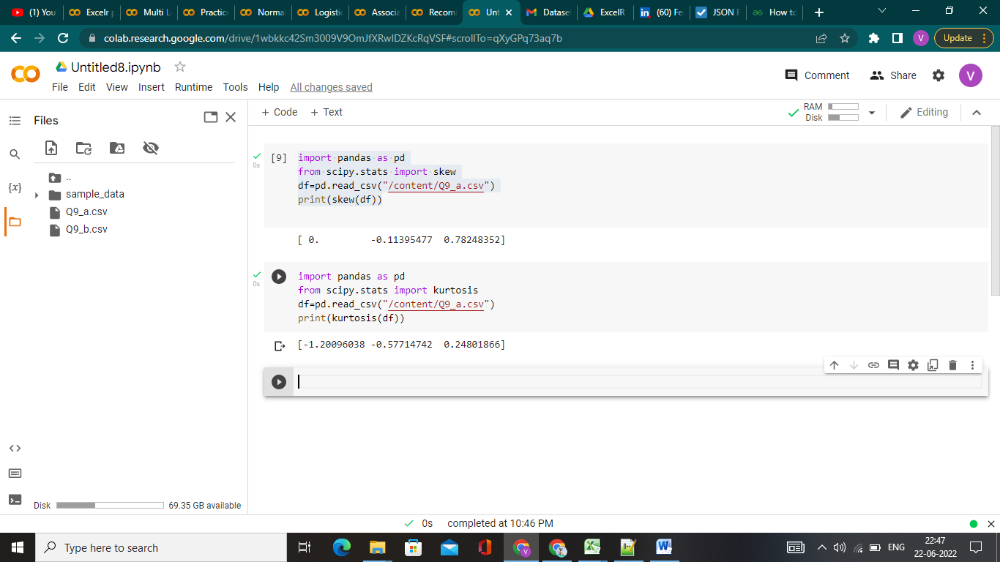 (1) You
Excelr p
Multi Li
Practice
Norma
Logistic
Associa
Recom
Unt
Dataset
ExcelR
(60) Fe
JSON F
How to
colab.research.google.com/drive/1wbkkc42Sm3009V9OmJfXRwIDZKcRqVSF#scrollTo=qXyGPq73aq7b
V
Update
Untitled8.ipynb
File Edit View Insert Runtime Tools Help All changes saved
Comment
Share
V
Files
+ Code + Text
RAM
Disk
Editing
..
sample_data
Q9_a.csv
Q9_b.csv
{x}
[9]
0s
import pandas as pd
from scipy.stats import skew
df=pd.read_csv("/content/Q9_a.csv")
print(skew(df))
[ 0. -0.11395477 0.78248352]
0s
import pandas as pd
from scipy.stats import kurtosis
df=pd.read_csv("/content/Q9_a.csv")
print(kurtosis(df))
[-1.20096038 -0.57714742 0.24801866]
Disk 69.35 GB available
0s completed at 10:46 PM
Type here to search
ENG
22:47
22-06-2022